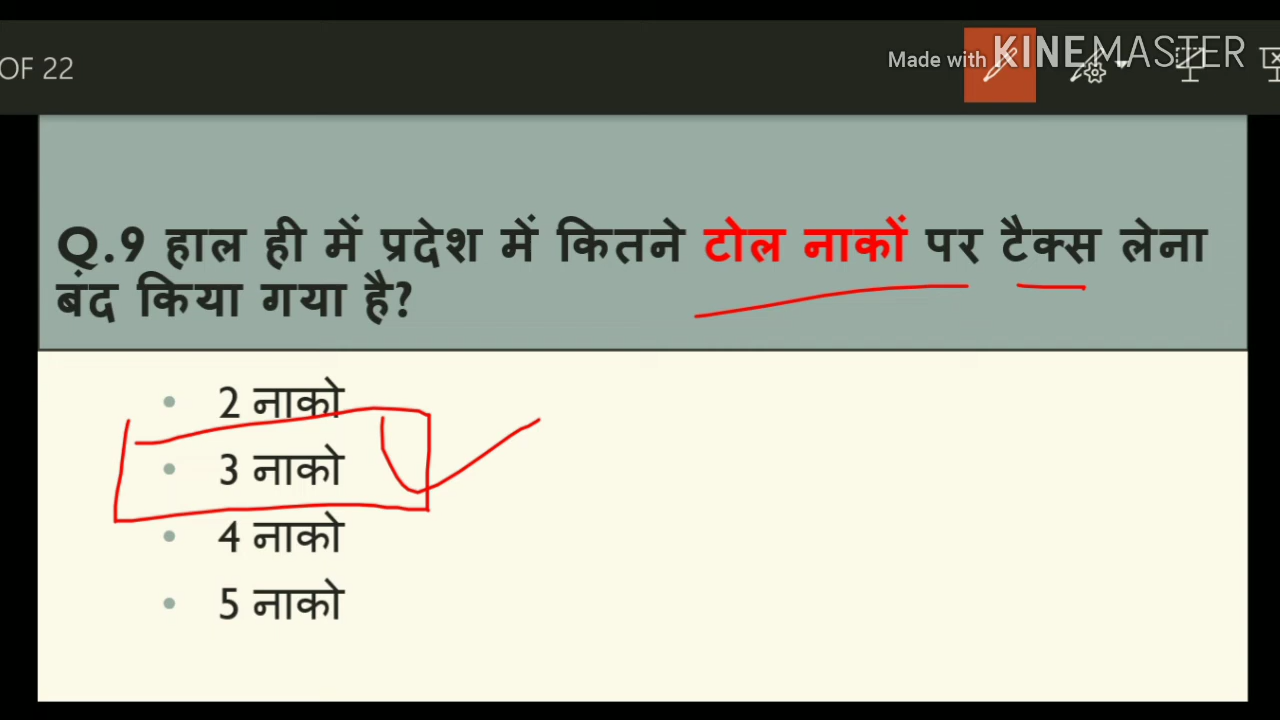 Made with KINEMASTER
OF 22
Q.9 हाल ही में प्रदेश में कितने टोल नाकों पर टैक्स लेना
बंद किया गया है?
• 2 नाको
• 3 नाको
• 4 नाको
• 5 नाको